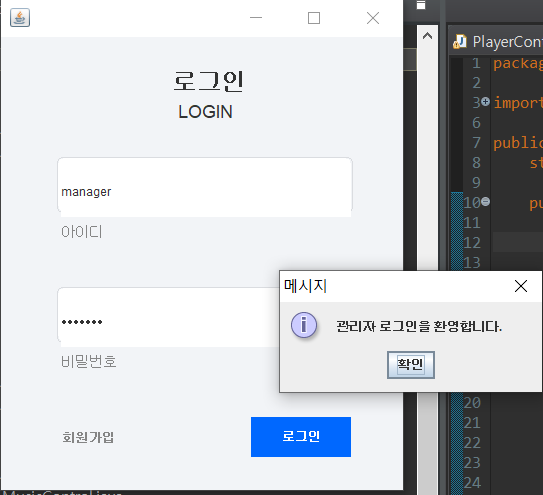 로그인
LOGIN
manager
아이디
•••••••
비밀번호
회원가입
로그인
메시지
관리자 로그인을 환영합니다.
확인
PlayerCont
1 packag
2
3 import
6
7 public
8 st
9
10 pu
11
12
13
20
21
22
23
24